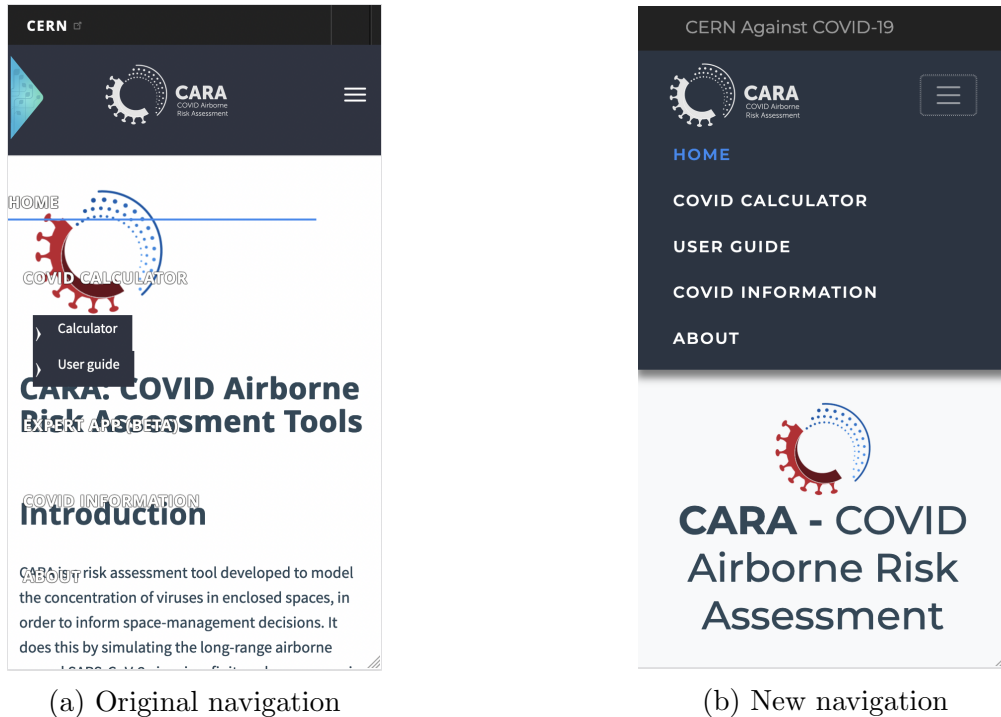 CERN
CARA
COVID Airborne
Risk Assessment
HOME
COVID CALCULATOR
Calculator
User guide
CARA: COVID Airborne
Risk Assessment Tools
EXPERT APP (BETA)
COVID INFORMATION
Introduction
ABOUT
CARA is a risk assessment tool developed to model
the concentration of viruses in enclosed spaces, in
order to inform space-management decisions. It
does this by simulating the long-range airborne
(a) Original navigation
CERN Against COVID-19
CARA
COVID Airborne
Risk Assessment
HOME
COVID CALCULATOR
USER GUIDE
COVID INFORMATION
ABOUT
CARA - COVID
Airborne Risk
Assessment
(b) New navigation